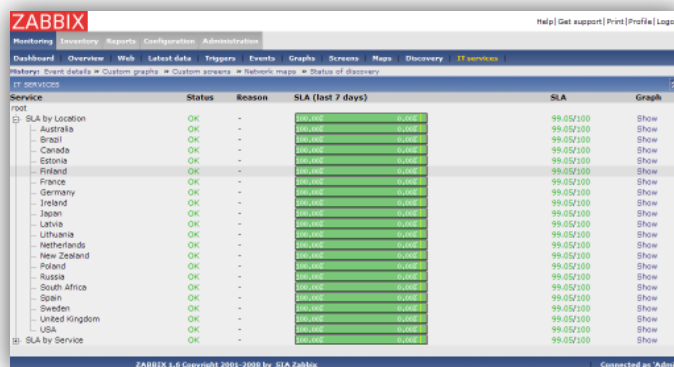 ZABBIX
Help| Get support| Print| Profile| Logo
Monitoring Inventory Reports Configuration Administration
Dashboard Overview Web Latest data Triggers Events Graphs Screens Maps Discovery IT services
History: Event details » Custom graphs » Custom screens » Network maps » Status of discovery
IT SERVICES
Service Status Reason SLA (last 7 days) SLA Graph
root
SLA by Location OK - 100.00% 0.00% 99.05/100 Show
Australia OK - 100.00% 0.00% 99.05/100 Show
Brazil OK - 100.00% 0.00% 99.05/100 Show
Canada OK - 100.00% 0.00% 99.05/100 Show
Estonia OK - 100.00% 0.00% 99.05/100 Show
Finland OK - 100.00% 0.00% 99.05/100 Show
France OK - 100.00% 0.00% 99.05/100 Show
Germany OK - 100.00% 0.00% 99.05/100 Show
Ireland OK - 100.00% 0.00% 99.05/100 Show
Japan OK - 100.00% 0.00% 99.05/100 Show
Latvia OK - 100.00% 0.00% 99.05/100 Show
Lithuania OK - 100.00% 0.00% 99.05/100 Show
Netherlands OK - 100.00% 0.00% 99.05/100 Show
New Zealand OK - 100.00% 0.00% 99.05/100 Show
Poland OK - 100.00% 0.00% 99.05/100 Show
Russia OK - 100.00% 0.00% 99.05/100 Show
South Africa OK - 100.00% 0.00% 99.05/100 Show
Spain OK - 100.00% 0.00% 99.05/100 Show
Sweden OK - 100.00% 0.00% 99.05/100 Show
United Kingdom OK - 100.00% 0.00% 99.05/100 Show
USA OK - 100.00% 0.00% 99.05/100 Show
SLA by Service OK - 100.00% 0.00% 99.05/100 Show
ZABBIX 1.6 Copyright 2001-2008 by SIA Zabbix Connected as 'Admi